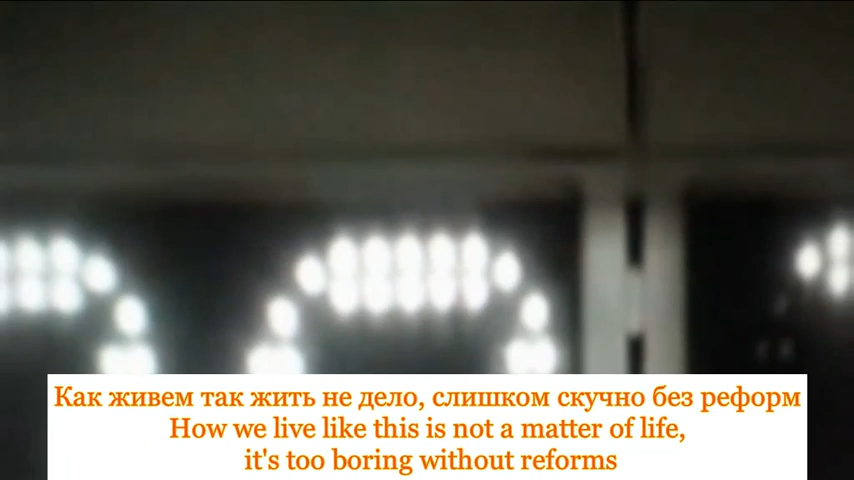 Как живем так жить не дело, слишком скучно без реформ
How we live like this is not a matter of life,
it's too boring without reforms